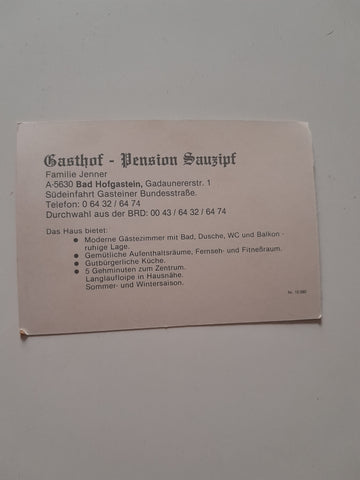 Gasthof - Pension Sauzipf
Familie Jenner
A-5630 Bad Hofgastein, Gadaunererstr. 1
Südeinfahrt Gasteiner Bundesstraße.
Telefon: 0 64 32 / 64 74
Durchwahl aus der BRD: 00 43 / 64 32 / 64 74
Das Haus bietet:
● Moderne Gästezimmer mit Bad, Dusche, WC und Balkon -
ruhige Lage.
● Gemütliche Aufenthaltsräume, Fernseh- und Fitneßraum.
● Gutbürgerliche Küche.
● 5 Gehminuten zum Zentrum.
Langlaufloipe in Hausnähe.
Sommer- und Wintersaison.
Nr.